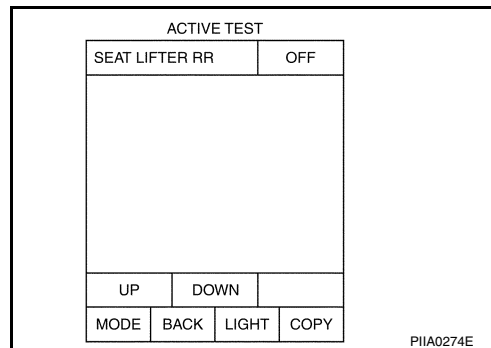 ACTIVE TEST
SEAT LIFTER RR OFF
UP DOWN
MODE BACK LIGHT COPY
PIIA0274E